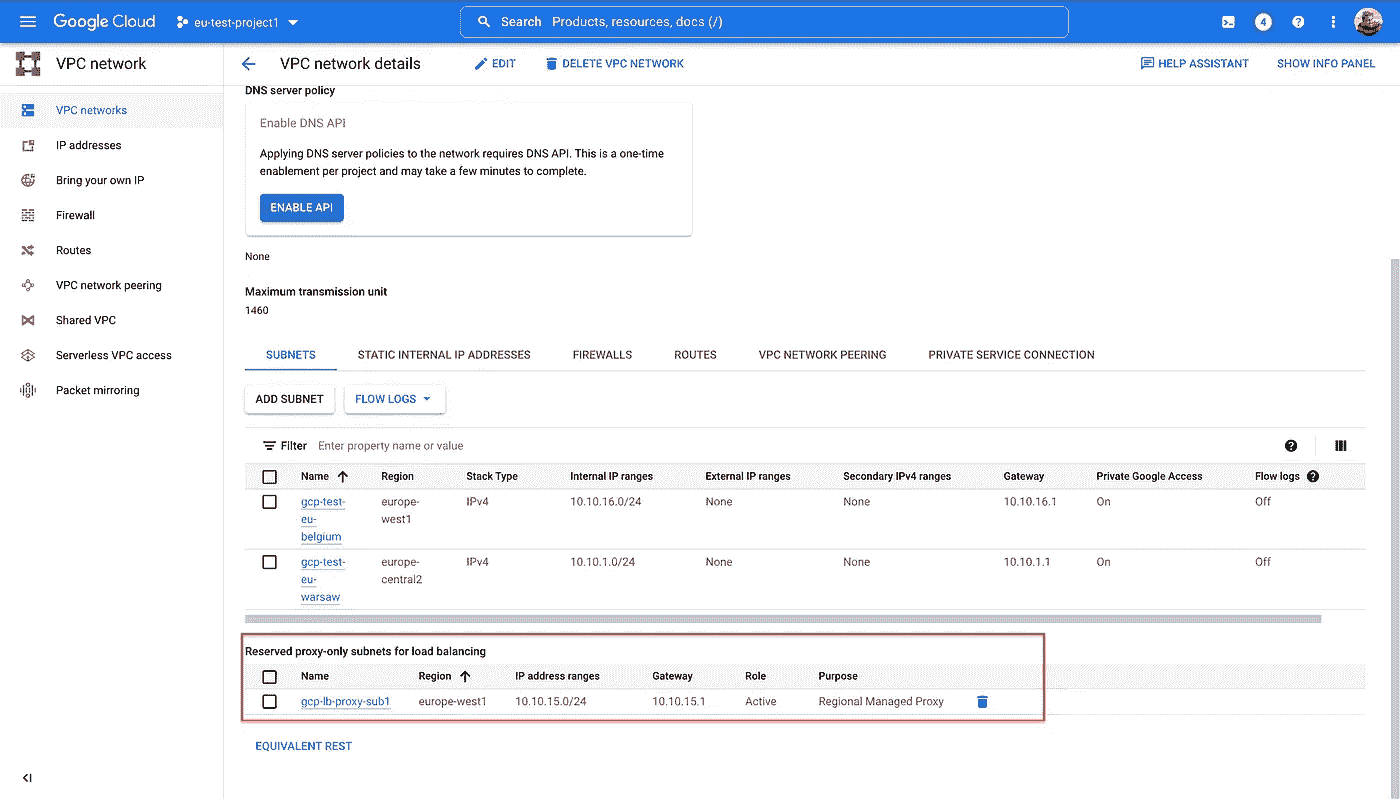 Google Cloud eu-test-project1 Search Products, resources, docs (/) 4
VPC network
VPC network details EDIT DELETE VPC NETWORK HELP ASSISTANT SHOW INFO PANEL
VPC networks
IP addresses
Bring your own IP
Firewall
Routes
VPC network peering
Shared VPC
Serverless VPC access
Packet mirroring
DNS server policy
Enable DNS API
Applying DNS server policies to the network requires DNS API. This is a one-time
enablement per project and may take a few minutes to complete.
ENABLE API
None
Maximum transmission unit
1460
SUBNETS STATIC INTERNAL IP ADDRESSES FIREWALLS ROUTES VPC NETWORK PEERING PRIVATE SERVICE CONNECTION
ADD SUBNET FLOW LOGS
Filter Enter property name or value
Name Region Stack Type Internal IP ranges External IP ranges Secondary IPv4 ranges Gateway Private Google Access Flow logs
gcp-test- europe- IPv4 10.10.16.0/24 None None 10.10.16.1 On Off
eu- west1
belgium
gcp-test- europe- IPv4 10.10.1.0/24 None None 10.10.1.1 On Off
eu- central2
warsaw
Reserved proxy-only subnets for load balancing
Name Region IP address ranges Gateway Role Purpose
gcp-lb-proxy-sub1 europe-west1 10.10.15.0/24 10.10.15.1 Active Regional Managed Proxy
EQUIVALENT REST